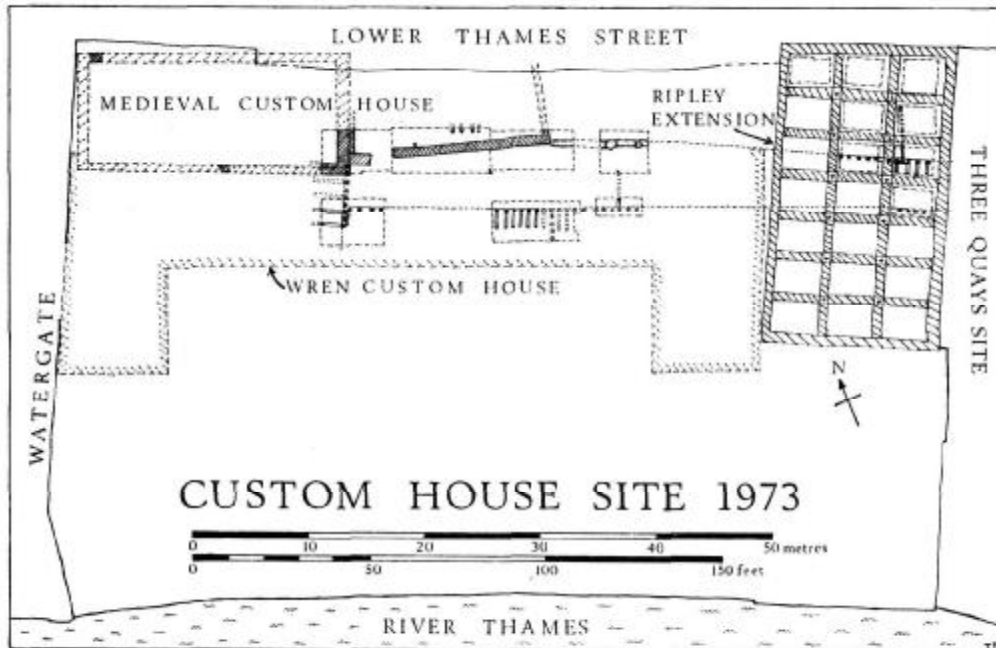 LOWER THAMES STREET
MEDIEVAL CUSTOM HOUSE
RIPLEY
EXTENSION
WREN CUSTOM HOUSE
WATERGATE
THREE QUAYS SITE
N
CUSTOM HOUSE SITE 1973
0 10 20 30 40 50 metres
0 50 100 150 feet
RIVER THAMES